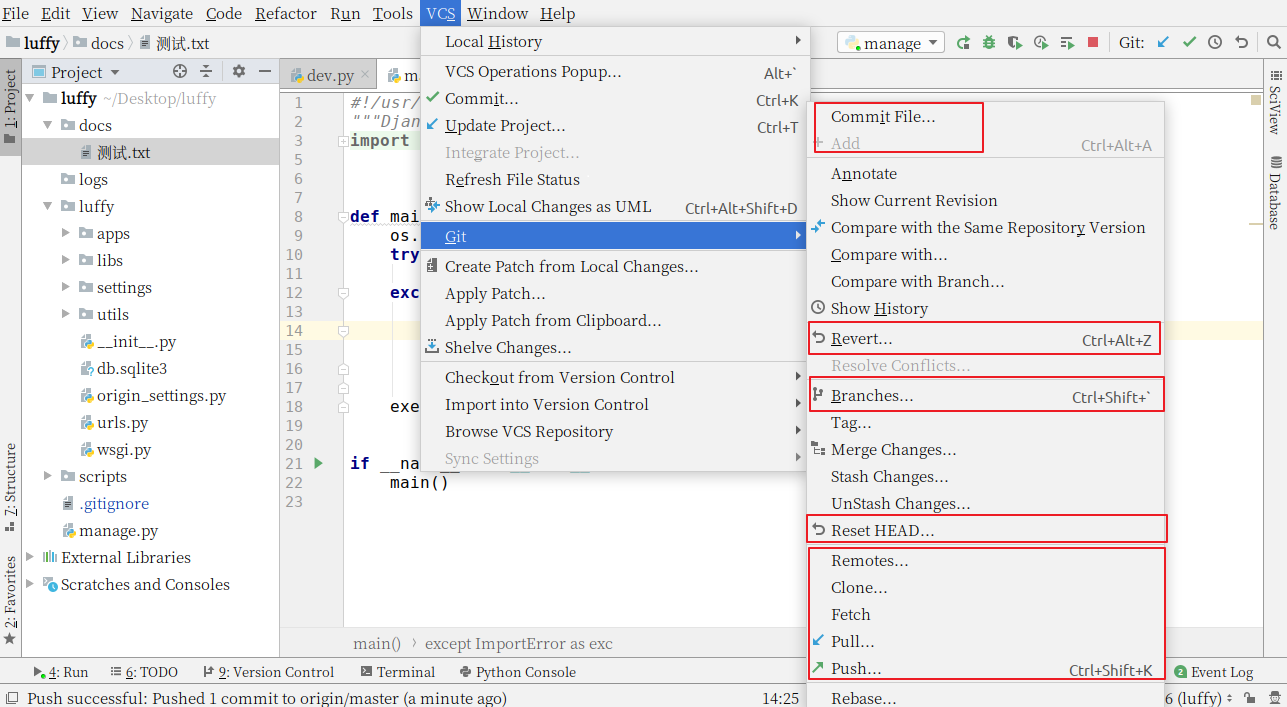 File Edit View Navigate Code Refactor Run Tools VCS Window Help
luffy docs 测试.txt
manage
Git:
1: Project
7: Structure
2: Favorites
Project
luffy ~/Desktop/luffy
docs
测试.txt
logs
luffy
apps
libs
settings
utils
__init__.py
db.sqlite3
origin_settings.py
urls.py
wsgi.py
scripts
.gitignore
manage.py
External Libraries
Scratches and Consoles
dev.py
m
1 #!/usr/
2 """Djan
3 import
5
6
7
8 def mai
9 os.
10 try
11
12 exc
13
14
15
16
17
18 exe
19
20
21 if __na
22 main()
23
main() › except ImportError as exc
Local History
VCS Operations Popup... Alt+`
Commit... Ctrl+K
Update Project... Ctrl+T
Integrate Project...
Refresh File Status
Show Local Changes as UML Ctrl+Alt+Shift+D
Git
Create Patch from Local Changes...
Apply Patch...
Apply Patch from Clipboard...
Shelve Changes...
Checkout from Version Control
Import into Version Control
Browse VCS Repository
Sync Settings
Commit File...
Add Ctrl+Alt+A
Annotate
Show Current Revision
Compare with the Same Repository Version
Compare with...
Compare with Branch...
Show History
Revert... Ctrl+Alt+Z
Resolve Conflicts...
Branches... Ctrl+Shift+`
Tag...
Merge Changes...
Stash Changes...
UnStash Changes...
Reset HEAD...
Remotes...
Clone...
Fetch
Pull...
Push... Ctrl+Shift+K
Rebase...
SciView
Database
4: Run 6: TODO 9: Version Control Terminal Python Console 2 Event Log
Push successful: Pushed 1 commit to origin/master (a minute ago) 14:25 6 (luffy)